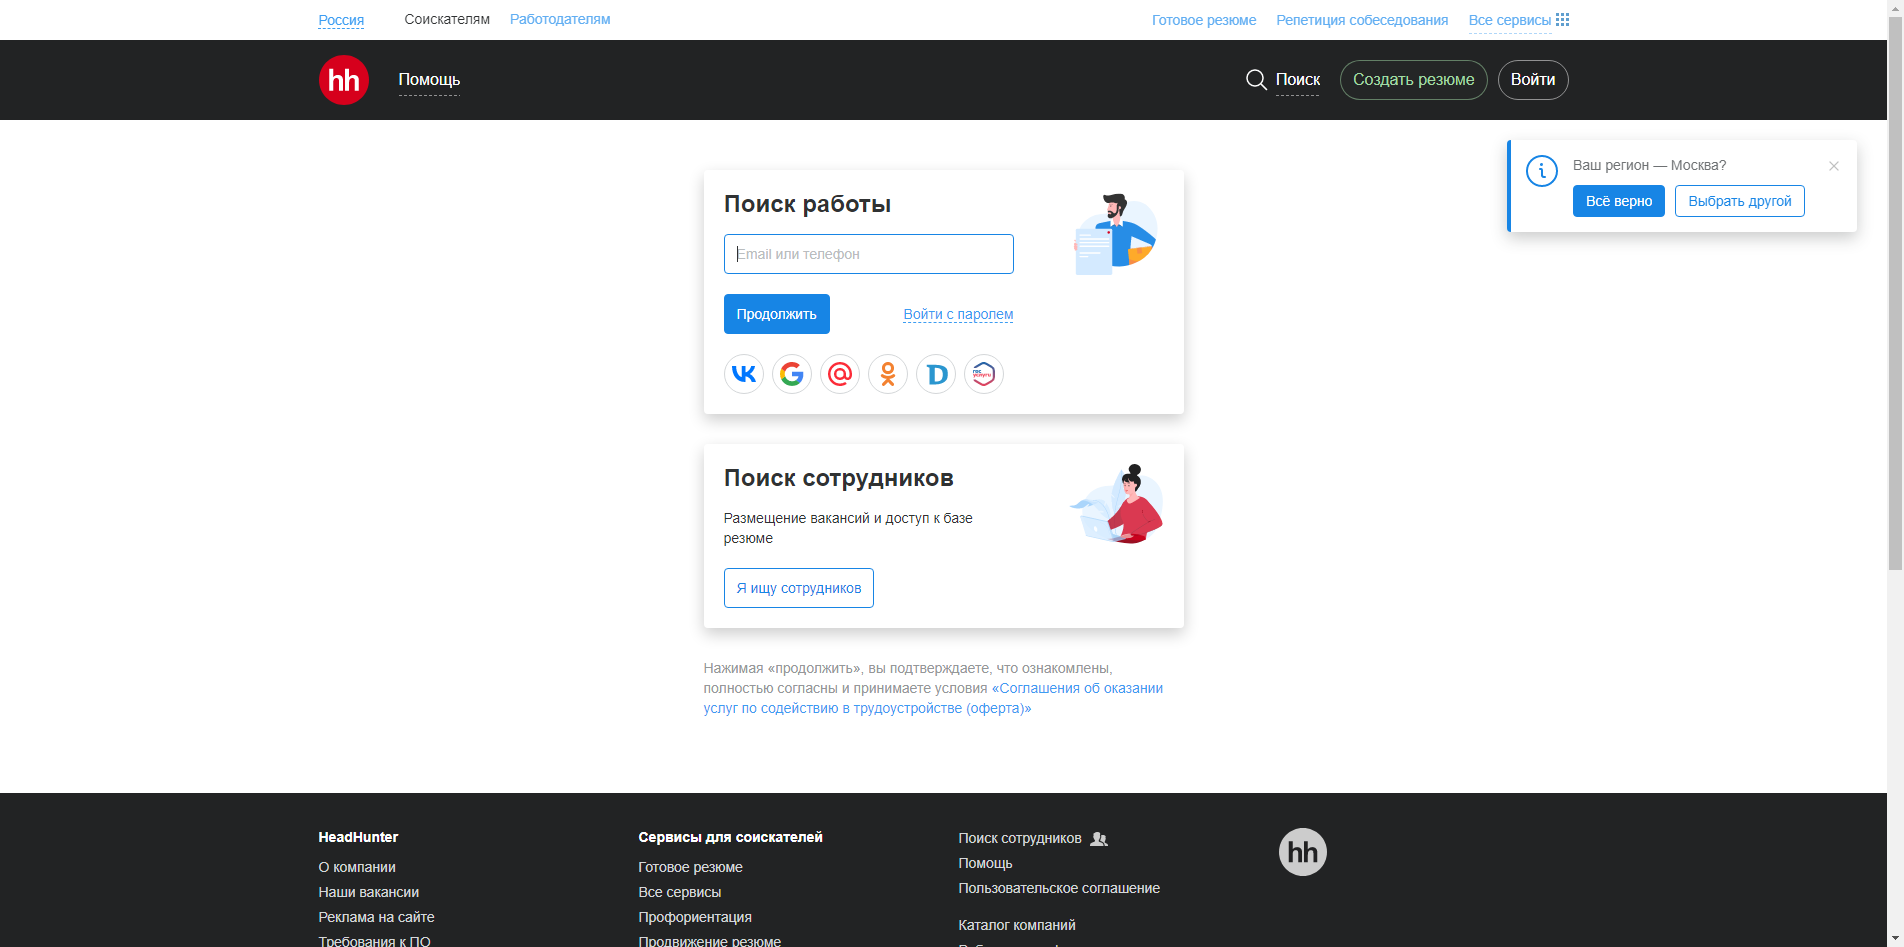 Россия Соискателям Работодателям Готовое резюме Репетиция собеседования Все сервисы
hh Помощь Поиск Создать резюме Войти
Ваш регион — Москва?
Всё верно Выбрать другой
Поиск работы
Email или телефон
Продолжить Войти с паролем
Поиск сотрудников
Размещение вакансий и доступ к базе
резюме
Я ищу сотрудников
Нажимая «продолжить», вы подтверждаете, что ознакомлены,
полностью согласны и принимаете условия «Соглашения об оказании
услуг по содействию в трудоустройстве (оферта)»
HeadHunter
О компании
Наши вакансии
Реклама на сайте
Требования к ПО
Сервисы для соискателей
Готовое резюме
Все сервисы
Профориентация
Продвижение резюме
Поиск сотрудников
Помощь
Пользовательское соглашение
Каталог компаний
hh